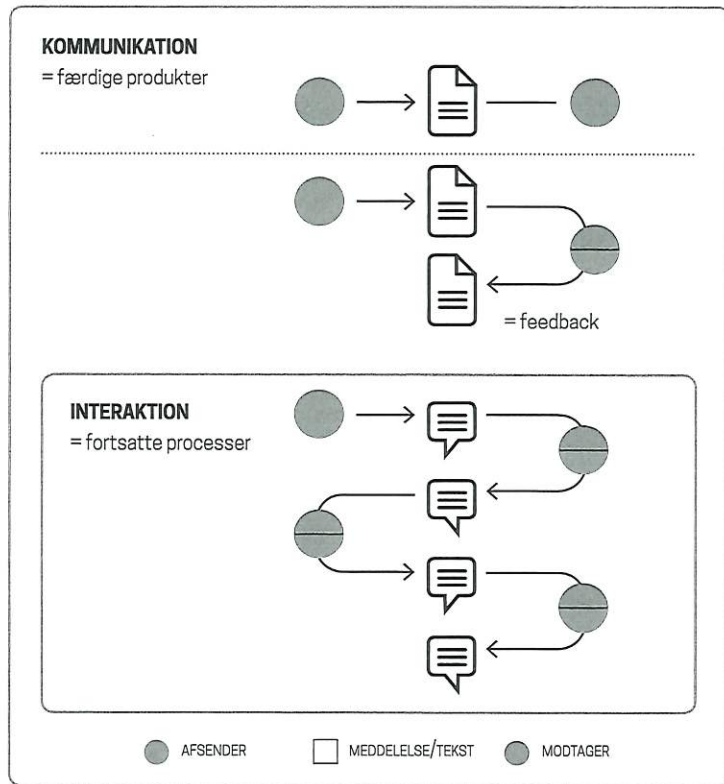 KOMMUNIKATION
= færdige produkter
= feedback
INTERAKTION
= fortsatte processer
AFSENDER
MEDDELELSE/TEKST
MODTAGER